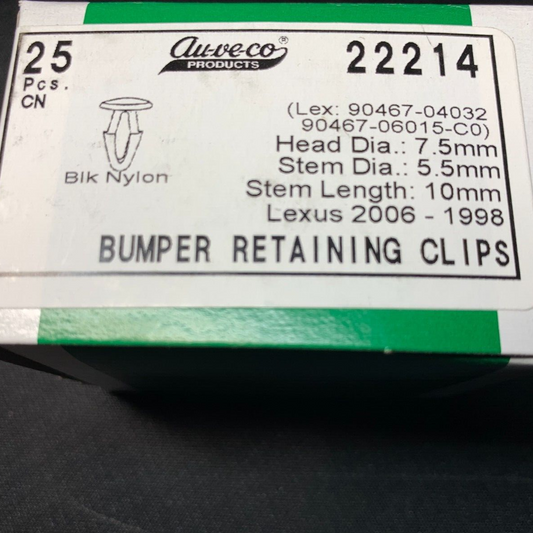 25
Pcs.
CN
Au-ve-co®
PRODUCTS
22214
Blk Nylon
(Lex: 90467-04032
90467-06015-C0)
Head Dia.: 7.5mm
Stem Dia.: 5.5mm
Stem Length: 10mm
Lexus 2006 - 1998
BUMPER RETAINING CLIPS